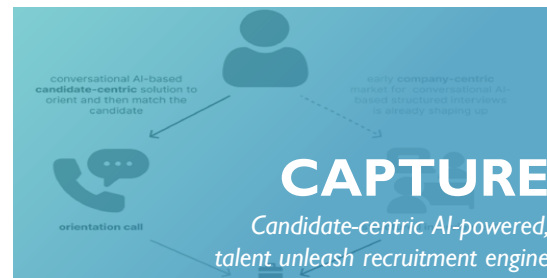 conversational AI-based
candidate-centric solution to
orient and then match the
candidate
early company-centric
market for conversational AI-
based structured interviews
is already shaping up
CAPTURE
orientation call
Candidate-centric AI-powered,
talent unleash recruitment engine